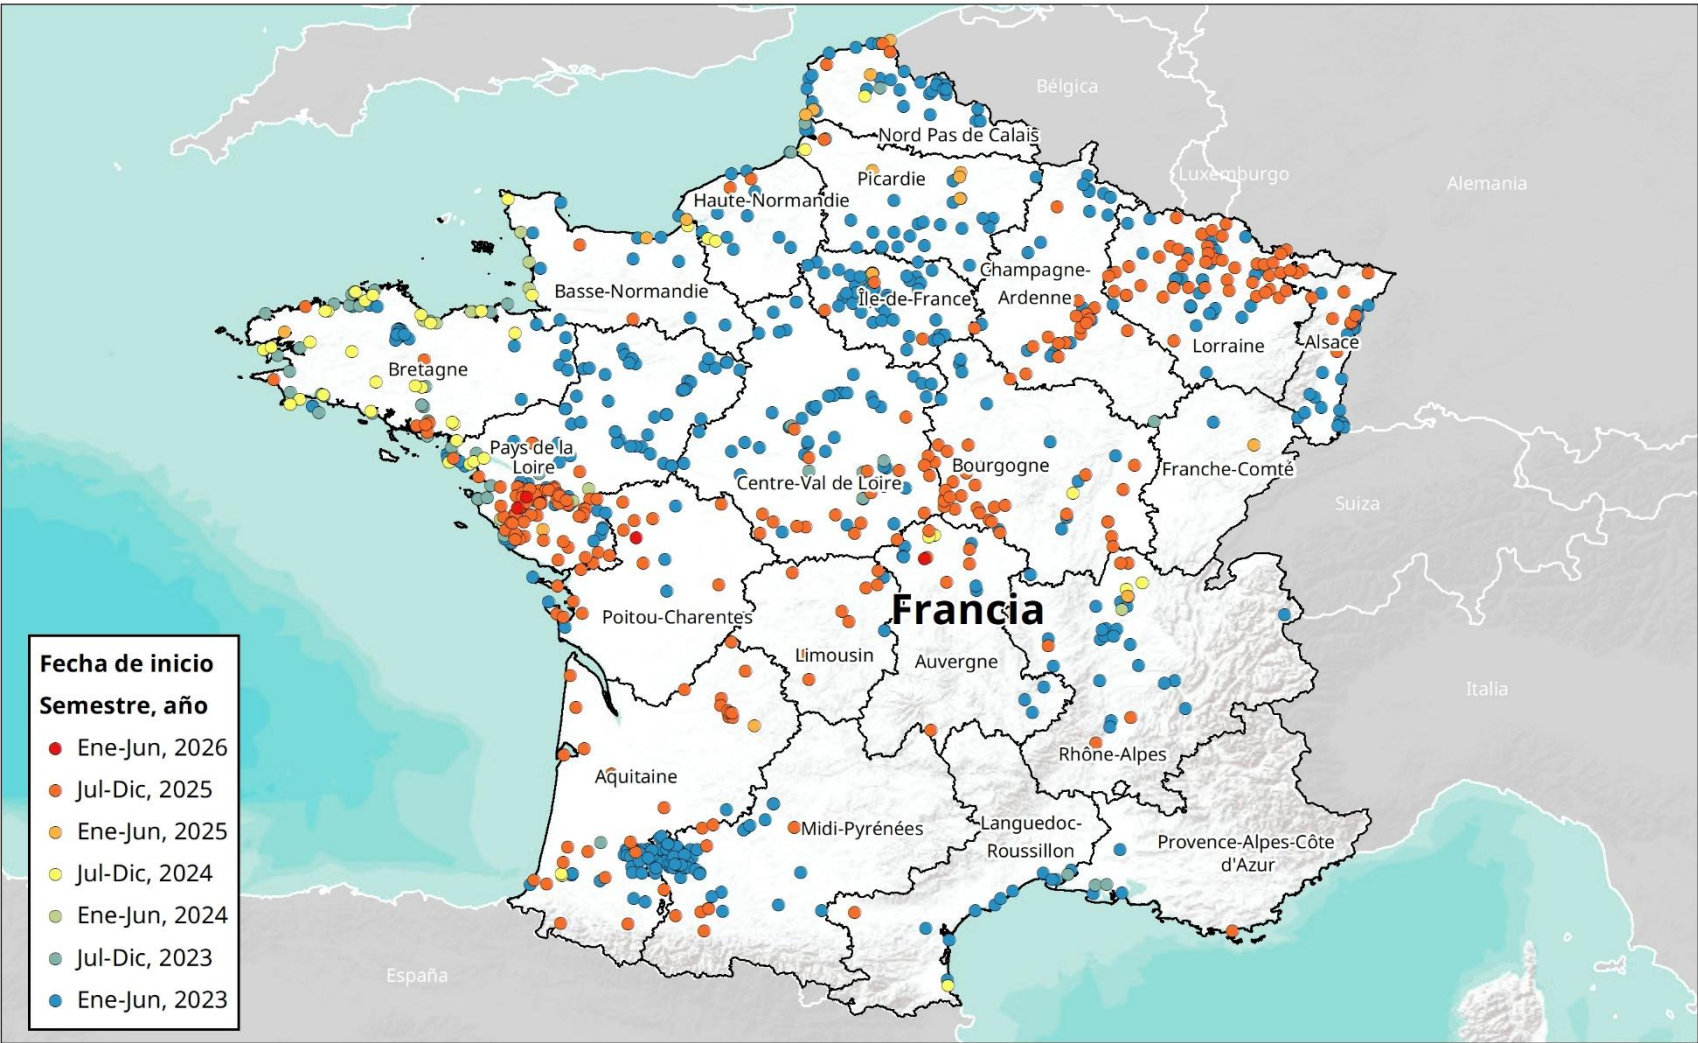 Bélgica
Nord Pas de Calais
Luxemburgo
Alemania
Picardie
Haute-Normandie
Champagne-
Ardenne
Basse-Normandie
Île-de-France
Lorraine
Alsace
Bretagne
Pays de la
Loire
Bourgogne
Franche-Comté
Centre-Val de Loire
Suiza
Francia
Poitou-Charentes
Limousin
Auvergne
Italia
Rhône-Alpes
Aquitaine
Midi-Pyrénées
Languedoc-
Roussillon
Provence-Alpes-Côte
d'Azur
España
Fecha de inicio
Semestre, año
Ene-Jun, 2026
Jul-Dic, 2025
Ene-Jun, 2025
Jul-Dic, 2024
Ene-Jun, 2024
Jul-Dic, 2023
Ene-Jun, 2023